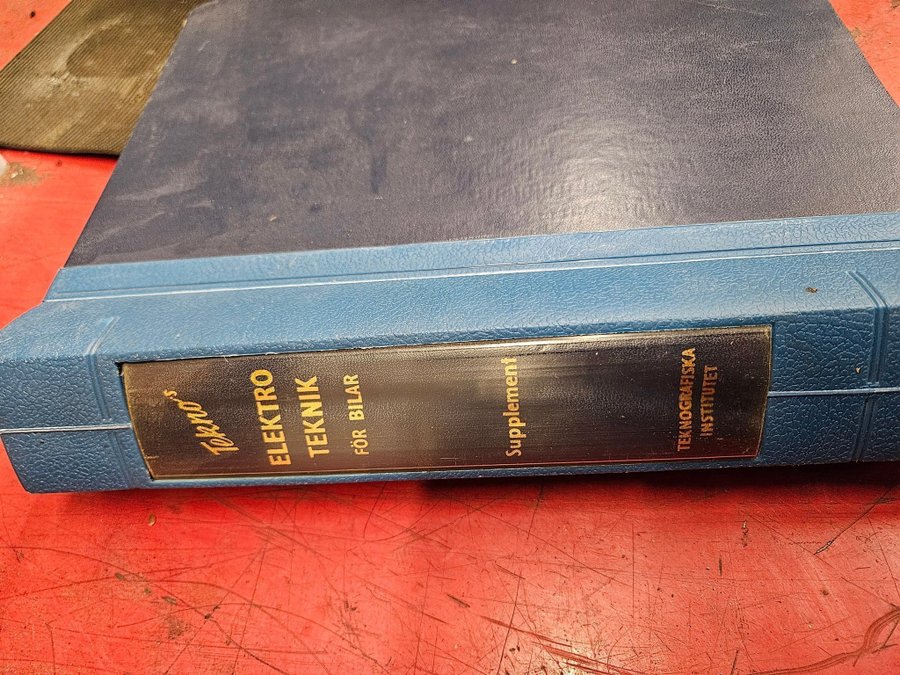 Tekno's
ELEKTRO
TEKNIK
FÖR BILAR
Supplement
TEKNOGRAFISKA
INSTITUTET